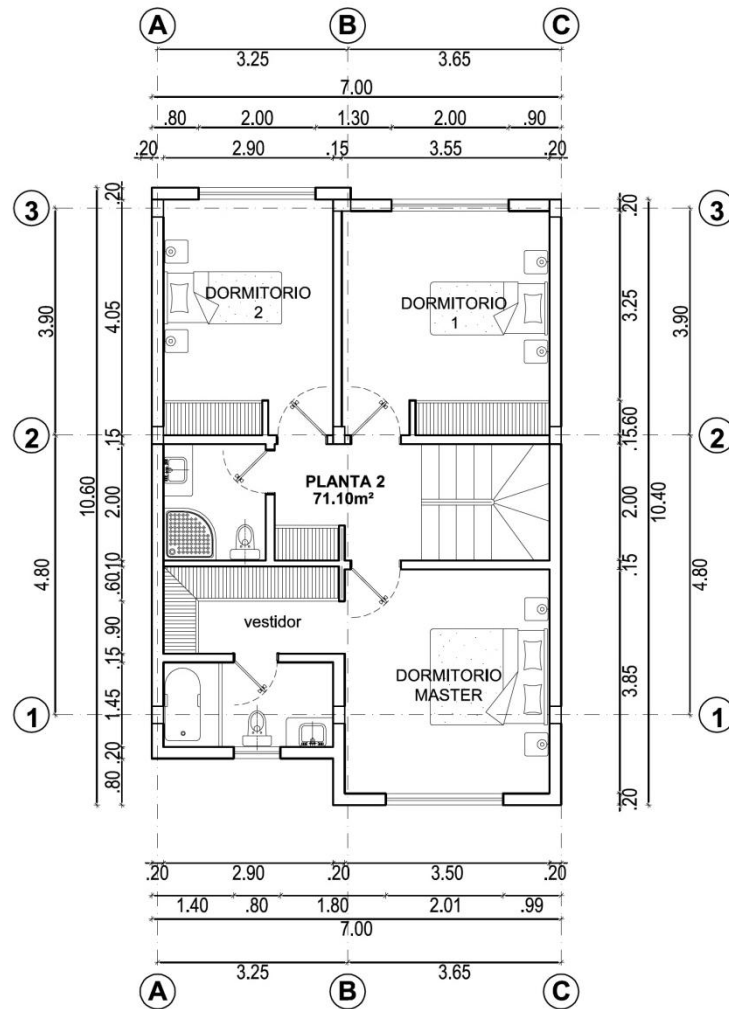 A B C
3.25 3.65
7.00
.80 2.00 1.30 2.00 .90
.20 2.90 .15 3.55 .20
3 3
.20 .20
3.90 4.05 3.25 3.90
DORMITORIO
2
DORMITORIO
1
.60
2 2
.15 .15
PLANTA 2
71.10m²
10.60 2.00 2.00 10.40
.10 .15
4.80 .60 4.80
vestidor
.90
.15
DORMITORIO
MASTER
3.85
1 1
1.45
.20
.80 .20
.20 2.90 .20 3.50 .20
1.40 .80 1.80 2.01 .99
7.00
3.25 3.65
A B C